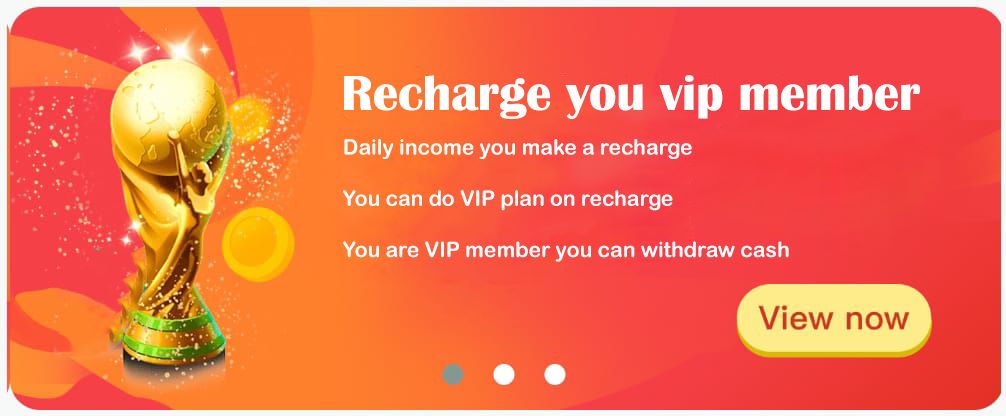 Recharge you vip member
Daily income you make a recharge
You can do VIP plan on recharge
You are VIP member you can withdraw cash
View now